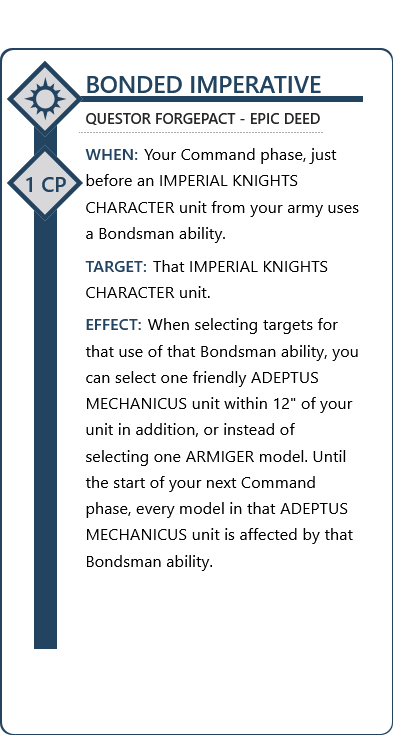 BONDED IMPERATIVE
QUESTOR FORGEPACT - EPIC DEED
WHEN: Your Command phase, just
before an IMPERIAL KNIGHTS
CHARACTER unit from your army uses
a Bondsman ability.
1 CP
TARGET: That IMPERIAL KNIGHTS
CHARACTER unit.
EFFECT: When selecting targets for
that use of that Bondsman ability, you
can select one friendly ADEPTUS
MECHANICUS unit within 12" of your
unit in addition, or instead of
selecting one ARMIGER model. Until
the start of your next Command
phase, every model in that ADEPTUS
MECHANICUS unit is affected by that
Bondsman ability.